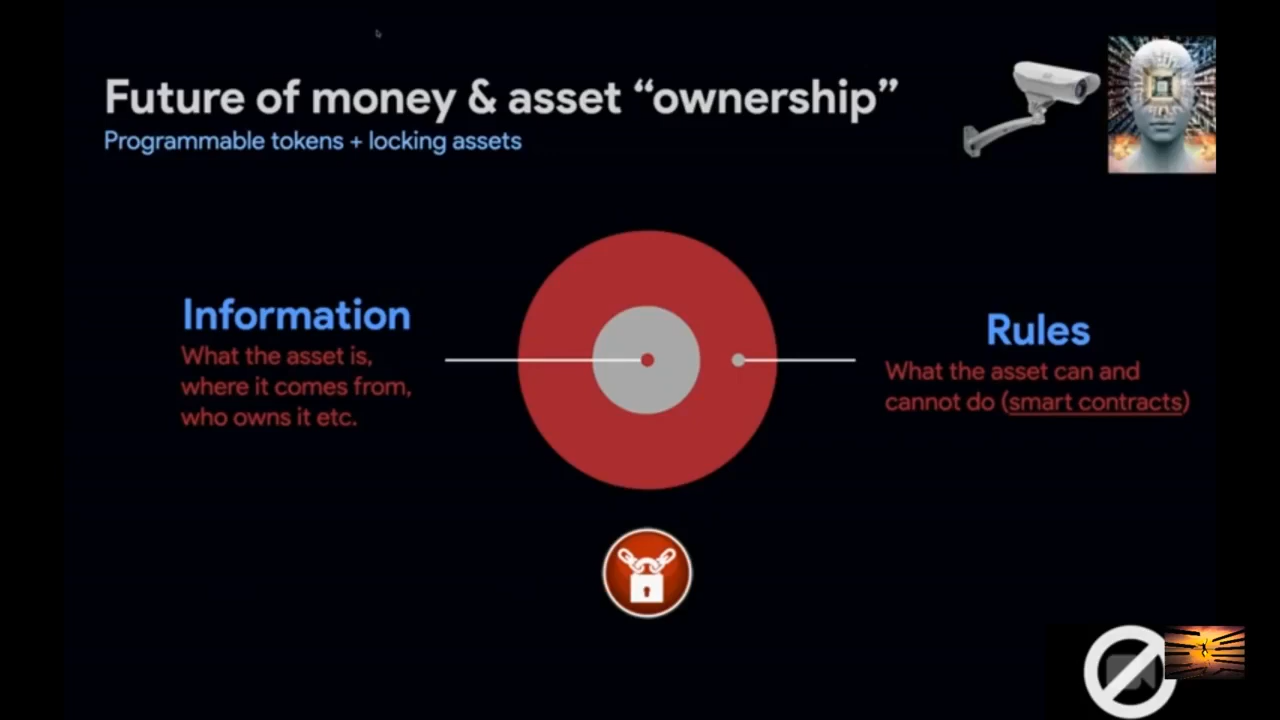 Future of money & asset “ownership”
Programmable tokens + locking assets
Information
What the asset is,
where it comes from,
who owns it etc.
Rules
What the asset can and
cannot do (smart contracts)